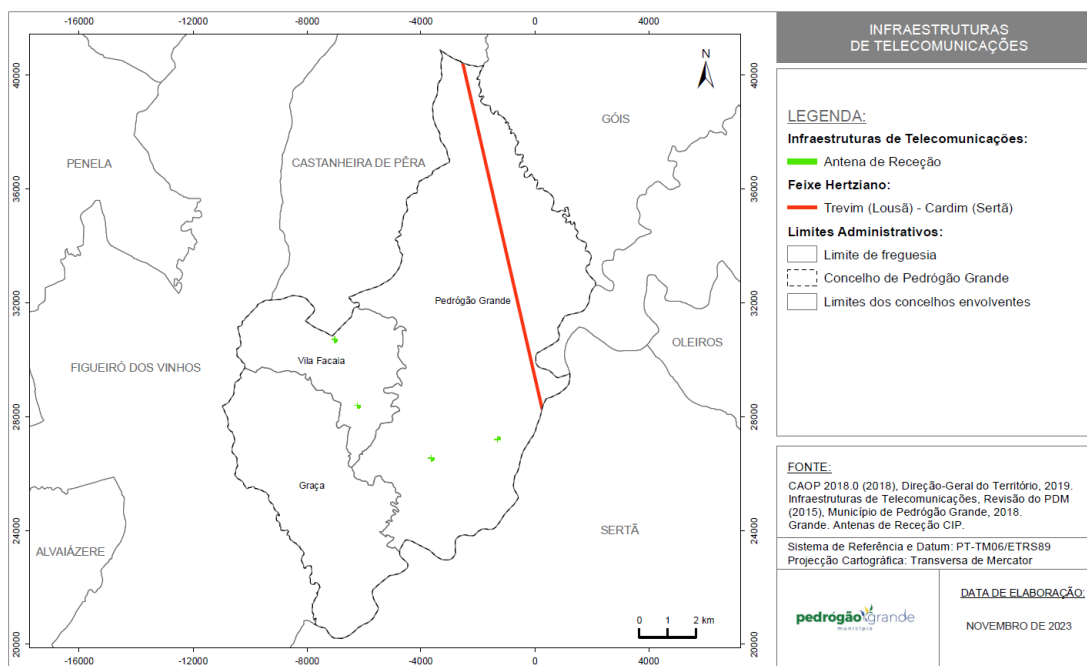 -16000
-12000
-8000
-4000
0
4000
40000
36000
32000
28000
24000
20000
40000
36000
32000
28000
24000
20000
-16000
-12000
-8000
-4000
0
4000
N
PENELA
CASTANHEIRA DE PÊRA
GÓIS
Pedrógão Grande
OLEIROS
Vila Facaia
FIGUEIRÓ DOS VINHOS
Graça
SERTÃ
ALVAIÁZERE
0 1 2 km
INFRAESTRUTURAS
DE TELECOMUNICAÇÕES
LEGENDA:
Infraestruturas de Telecomunicações:
Antena de Receção
Feixe Hertziano:
Trevim (Lousã) - Cardim (Sertã)
Limites Administrativos:
Limite de freguesia
Concelho de Pedrógão Grande
Limites dos concelhos envolventes
FONTE:
CAOP 2018.0 (2018), Direção-Geral do Território, 2019.
Infraestruturas de Telecomunicações, Revisão do PDM
(2015), Município de Pedrógão Grande, 2018.
Grande. Antenas de Receção CIP.
Sistema de Referência e Datum: PT-TM06/ETRS89
Projecção Cartográfica: Transversa de Mercator
pedrógão grande
município
DATA DE ELABORAÇÃO:
NOVEMBRO DE 2023